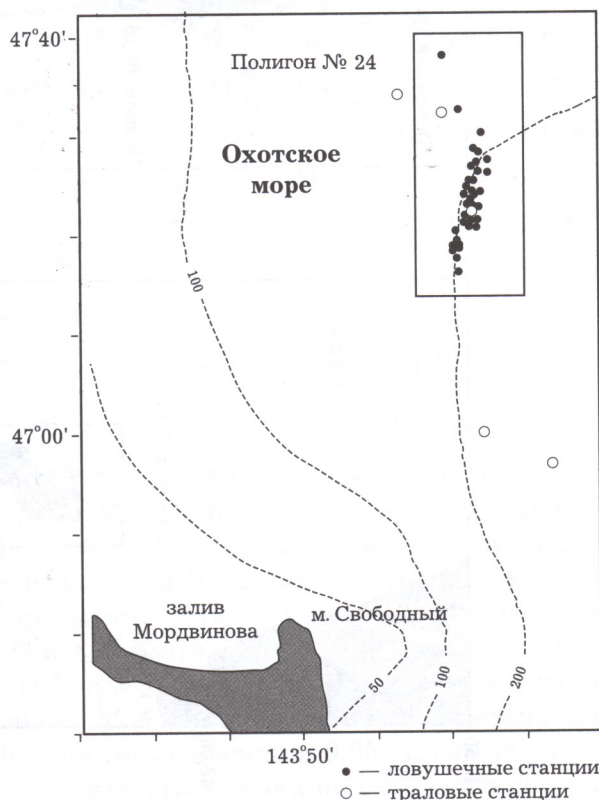 47°40'
Полигон № 24
Охотское
море
100
47°00'
залив
Мордвинова
м. Свободный
50
100
200
143°50'
● — ловушечные станции
○ — траловые станции